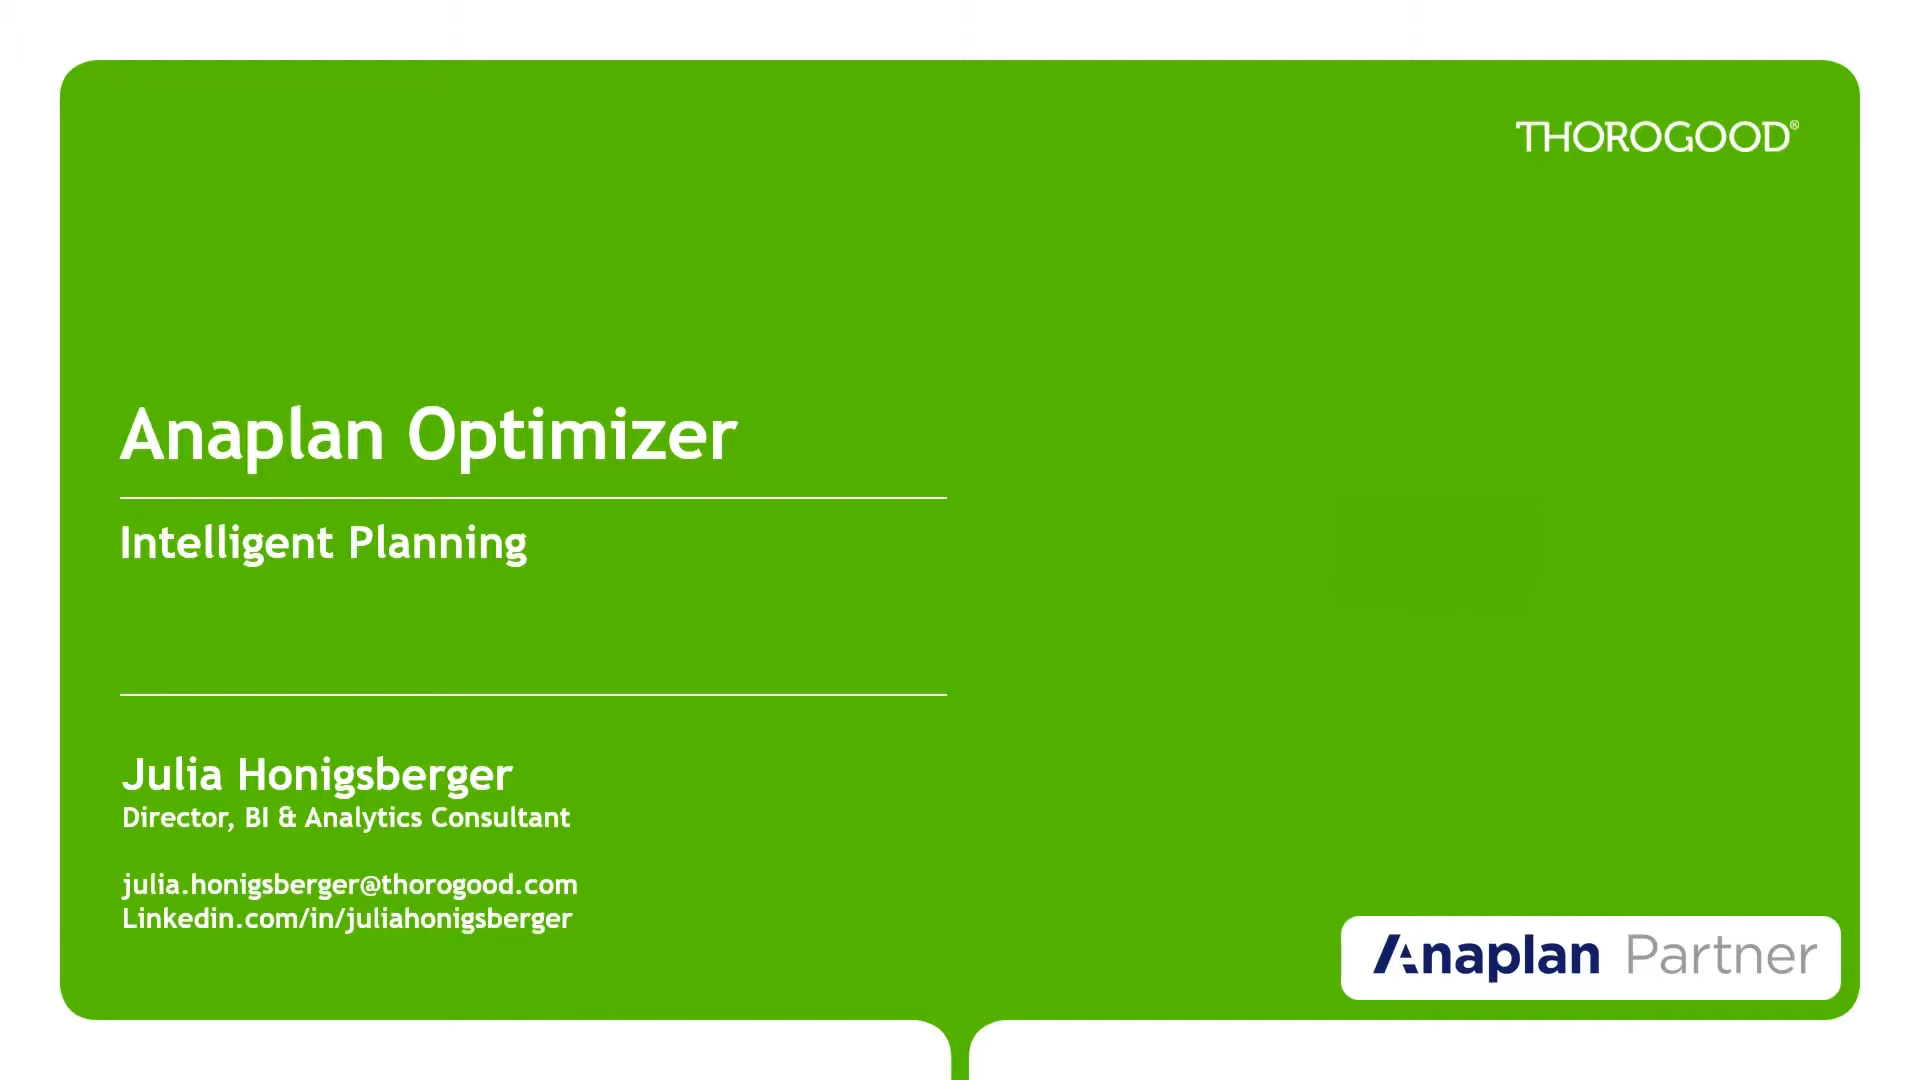 THOROGOOD®
Anaplan Optimizer
Intelligent Planning
Julia Honigsberger
Director, BI & Analytics Consultant
julia.honigsberger@thorogood.com
Linkedin.com/in/juliahonigsberger
Anaplan Partner